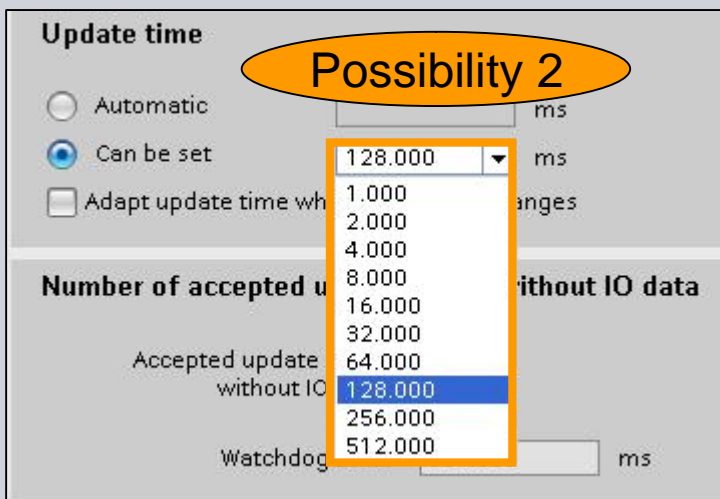 Update time
Possibility 2
Automatic ms
Can be set 128.000 ms
Adapt update time wh anges
1.000
2.000
4.000
8.000
16.000
32.000
64.000
128.000
256.000
512.000
Number of accepted u ithout IO data
Accepted update
without IO
Watchdog ms